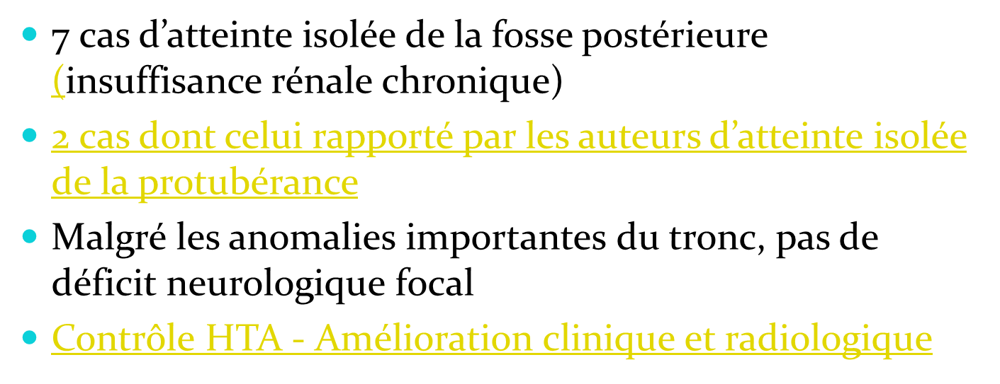 • 7 cas d’atteinte isolée de la fosse postérieure
(insuffisance rénale chronique)
• 2 cas dont celui rapporté par les auteurs d’atteinte isolée
de la protubérance
• Malgré les anomalies importantes du tronc, pas de
déficit neurologique focal
• Contrôle HTA - Amélioration clinique et radiologique